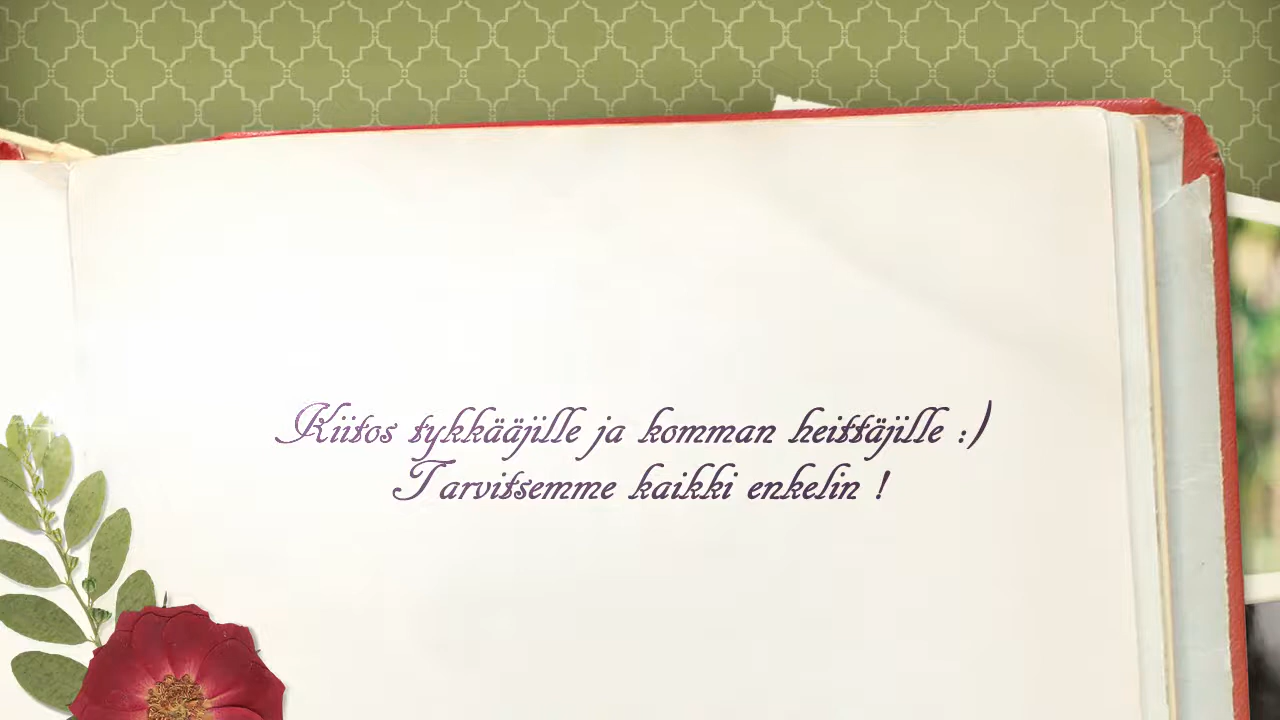 Kiitos tykkääjille ja komman heittäjille :)
Tarvitsemme kaikki enkelin !